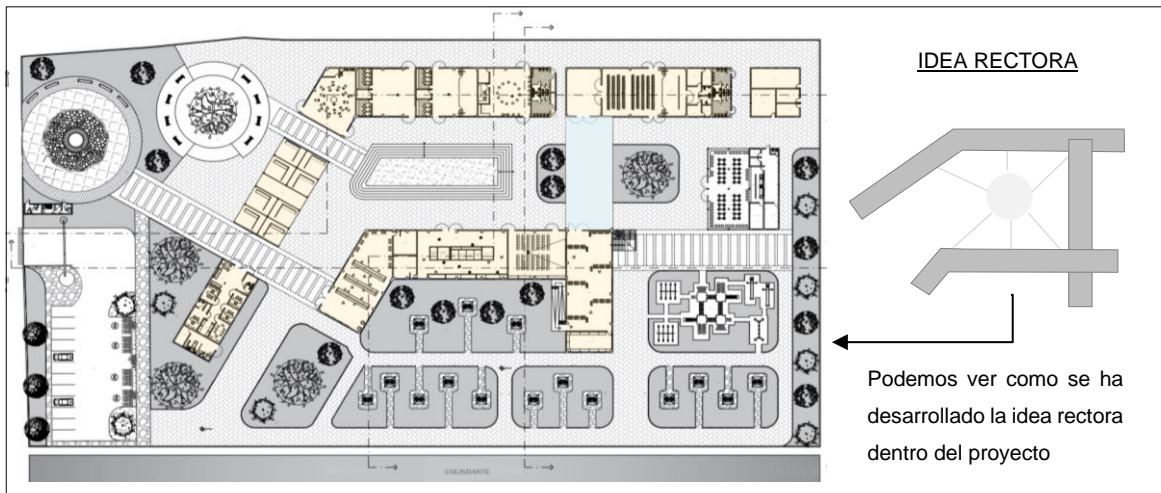 IDEA RECTORA
Podemos ver como se ha
desarrollado la idea rectora
dentro del proyecto
COLINDANTE